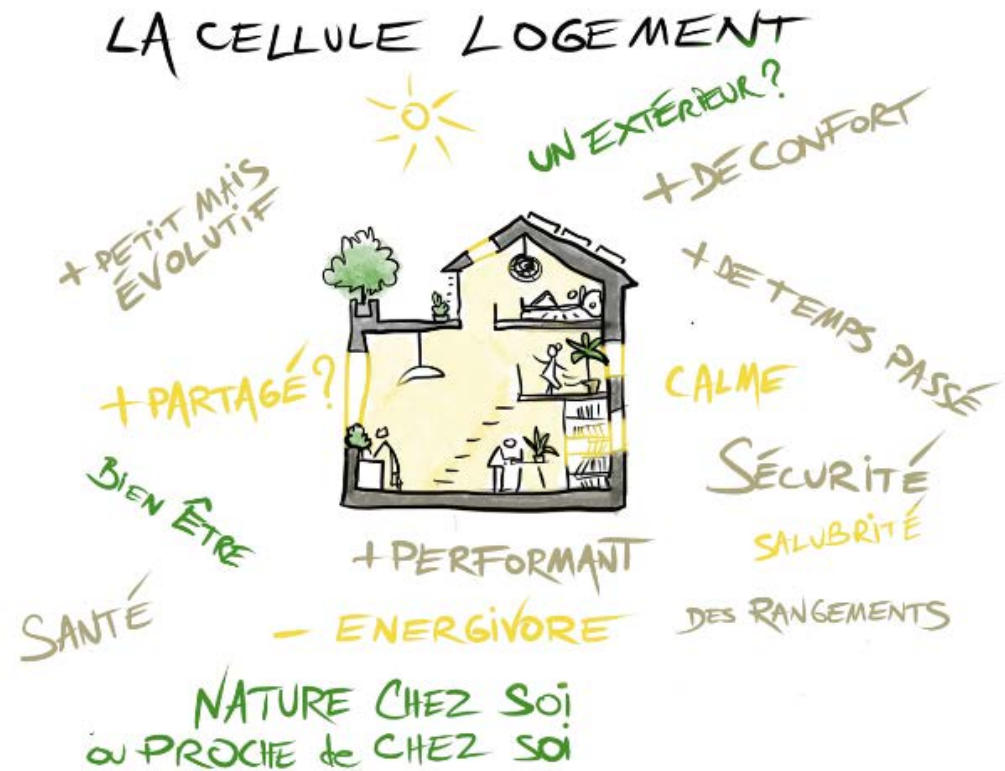 LA CELLULE LOGEMENT
UN EXTÉRIEUR ?
+ DE CONFORT
+ PETIT MAIS
ÉVOLUTIF
+ DE TEMPS PASSÉ
+ PARTAGÉ ?
CALME
BIEN ÊTRE
SÉCURITÉ
SALUBRITÉ
+ PERFORMANT
SANTÉ
- ENERGIVORE
DES RANGEMENTS
NATURE CHEZ SOI
ou PROCHE de CHEZ SOI